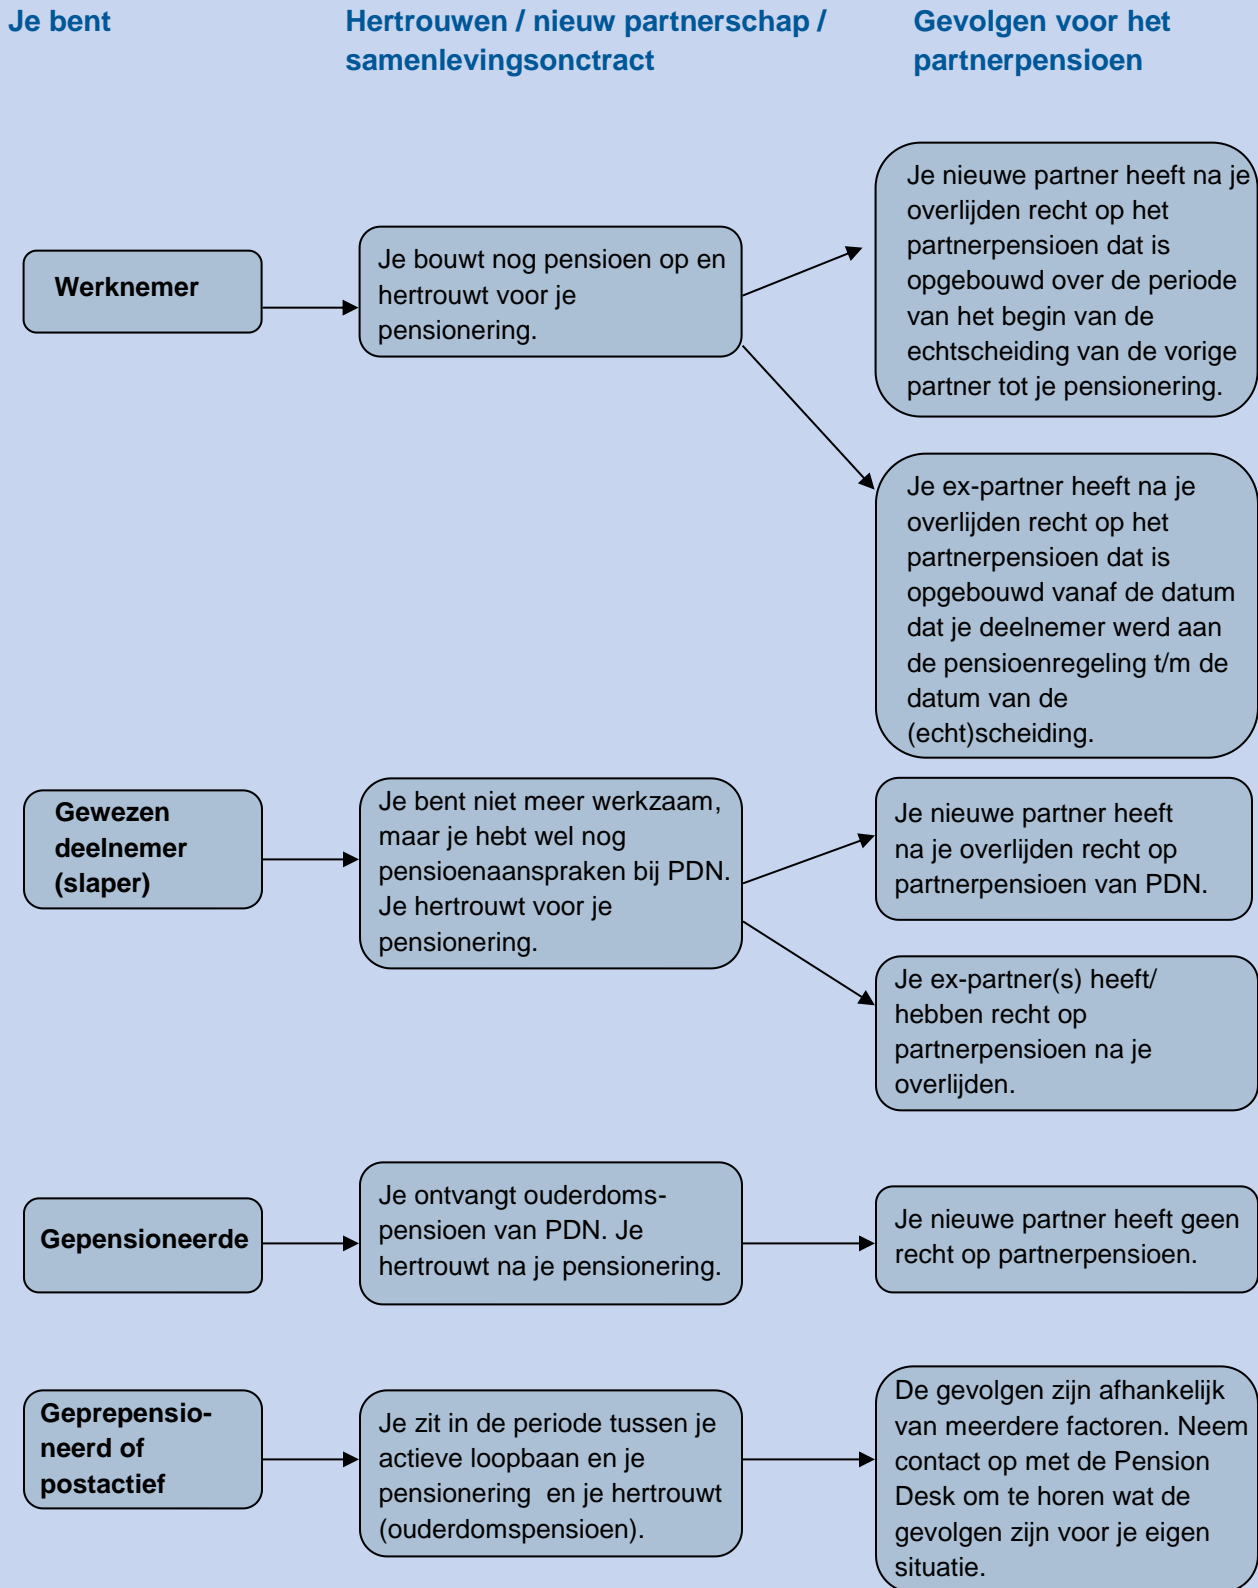 Je bent
Hertrouwen / nieuw partnerschap /
samenlevingsonctract
Gevolgen voor het
partnerpensioen
Werknemer
Je bouwt nog pensioen op en
hertrouwt voor je
pensionering.
Je nieuwe partner heeft na je
overlijden recht op het
partnerpensioen dat is
opgebouwd over de periode
van het begin van de
echtscheiding van de vorige
partner tot je pensionering.
Je ex-partner heeft na je
overlijden recht op het
partnerpensioen dat is
opgebouwd vanaf de datum
dat je deelnemer werd aan
de pensioenregeling t/m de
datum van de
(echt)scheiding.
Gewezen
deelnemer
(slaper)
Je bent niet meer werkzaam,
maar je hebt wel nog
pensioenaanspraken bij PDN.
Je hertrouwt voor je
pensionering.
Je nieuwe partner heeft
na je overlijden recht op
partnerpensioen van PDN.
Je ex-partner(s) heeft/
hebben recht op
partnerpensioen na je
overlijden.
Gepensioneerde
Je ontvangt ouderdoms-
pensioen van PDN. Je
hertrouwt na je pensionering.
Je nieuwe partner heeft geen
recht op partnerpensioen.
Geprepensio-
neerd of
postactief
Je zit in de periode tussen je
actieve loopbaan en je
pensionering  en je hertrouwt
(ouderdomspensioen).
De gevolgen zijn afhankelijk
van meerdere factoren. Neem
contact op met de Pension
Desk om te horen wat de
gevolgen zijn voor je eigen
situatie.